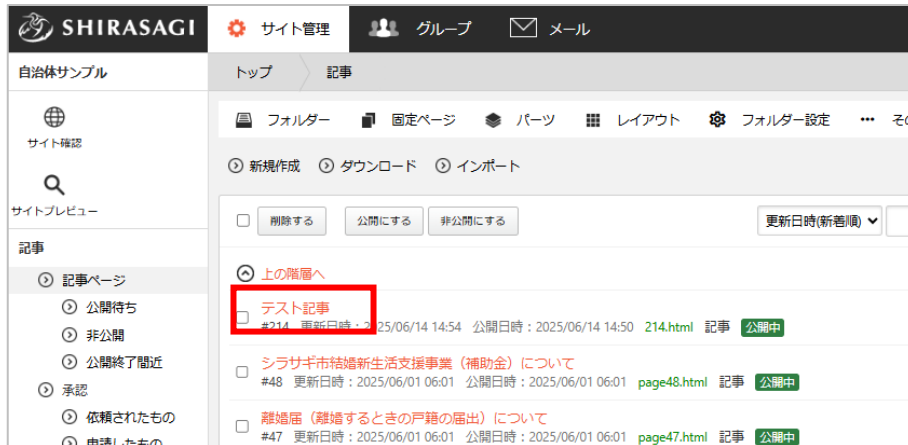 SHIRASAGI サイト管理 グループ メール
自治体サンプル トップ 記事
サイト確認
フォルダー 固定ページ パーツ レイアウト フォルダー設定 ••• そ
新規作成 ダウンロード インポート
サイトプレビュー
削除する 公開にする 非公開にする 更新日時(新着順)
記事
記事ページ
公開待ち
非公開
公開終了間近
承認
依頼されたもの
申請したもの
上の階層へ
テスト記事
#214 更新日時：2025/06/14 14:54 公開日時：2025/06/14 14:50 214.html 記事 公開中
シラサギ市結婚新生活支援事業（補助金）について
#48 更新日時：2025/06/01 06:01 公開日時：2025/06/01 06:01 page48.html 記事 公開中
離婚届（離婚するときの戸籍の届出）について
#47 更新日時：2025/06/01 06:01 公開日時：2025/06/01 06:01 page47.html 記事 公開中